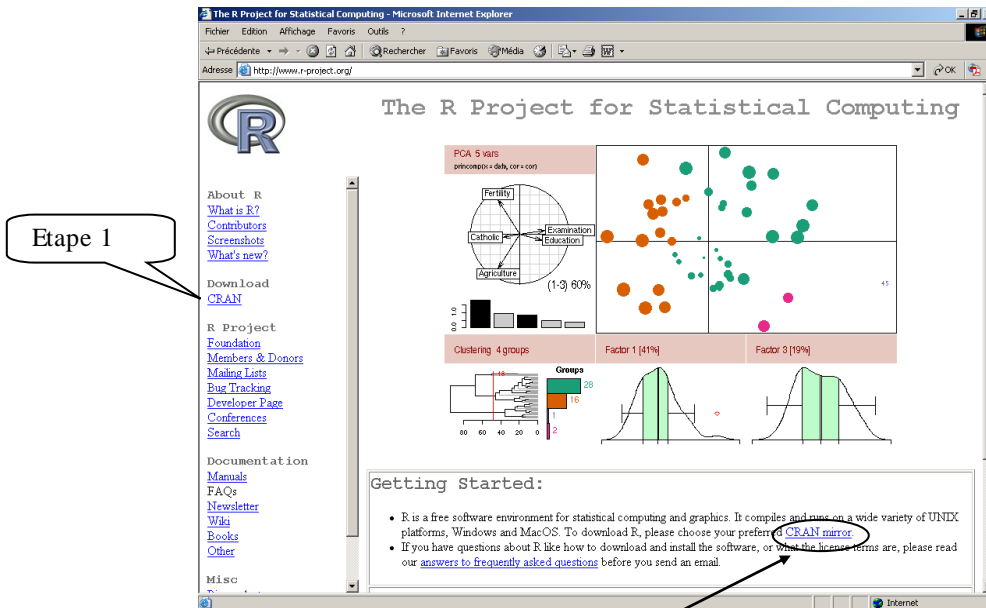 The R Project for Statistical Computing - Microsoft Internet Explorer
Fichier Edition Affichage Favoris Outils ?
Précédente Rechercher Favoris Média
Adresse http://www.r-project.org/ OK
R
The R Project for Statistical Computing
Etape 1
About R
What is R?
Contributors
Screenshots
What's new?
Download
CRAN
R Project
Foundation
Members & Donors
Mailing Lists
Bug Tracking
Developer Page
Conferences
Search
Documentation
Manuals
FAQs
Newsletter
Wiki
Books
Other
Misc
PCA 5 vars
princomp(x = data, cor = cor)
Fertility
Catholic
Examination
Education
Agriculture
(1-3) 60%
1.0
0.0
45
Clustering 4 groups
Factor 1 [41%]
Factor 3 [19%]
Groups
28
16
1
2
80 60 40 20 0
Getting Started:
• R is a free software environment for statistical computing and graphics. It compiles and runs on a wide variety of UNIX
platforms, Windows and MacOS. To download R, please choose your preferred CRAN mirror.
• If you have questions about R like how to download and install the software, or what the license terms are, please read
our answers to frequently asked questions before you send an email.
Internet